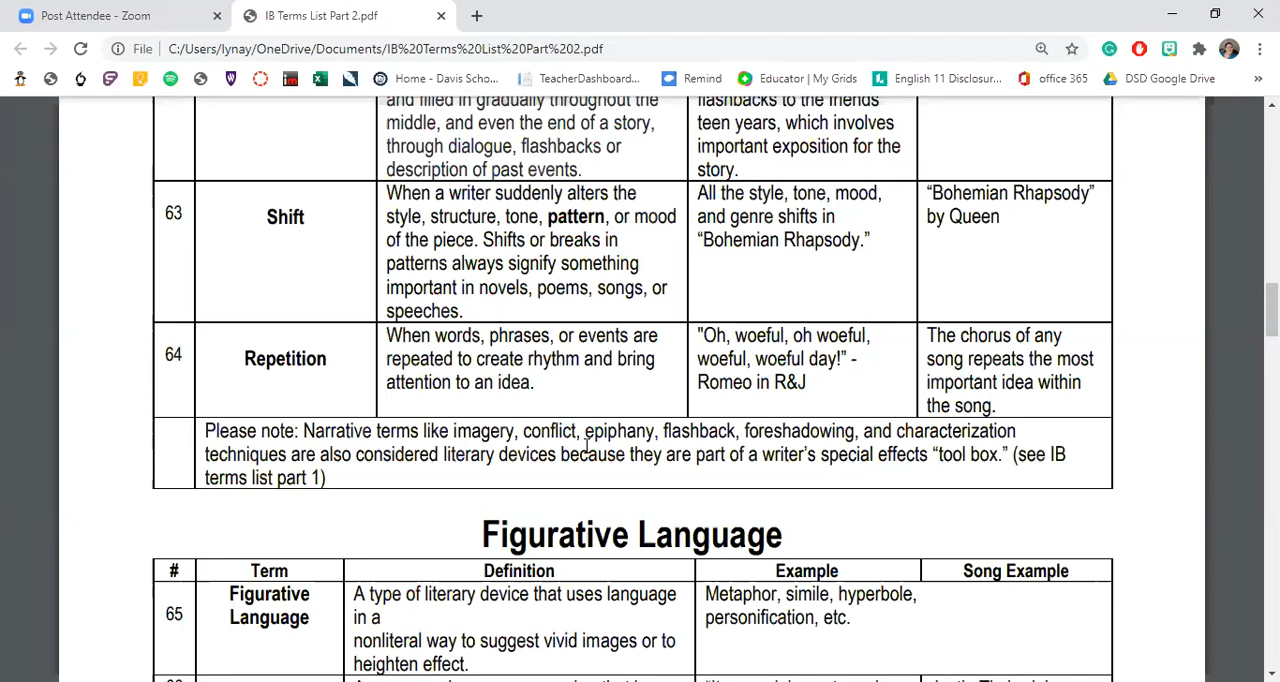 Post Attendee - Zoom
IB Terms List Part 2.pdf
File
C:/Users/lynay/OneDrive/Documents/IB%20Terms%20List%20Part%202.pdf
Home - Davis Scho...
TeacherDashboard...
Remind
Educator | My Grids
English 11 Disclosur...
office 365
DSD Google Drive
»
and filled in gradually throughout the
middle, and even the end of a story,
through dialogue, flashbacks or
description of past events.
flashbacks to the friends
teen years, which involves
important exposition for the
story.
63
Shift
When a writer suddenly alters the
style, structure, tone, pattern, or mood
of the piece. Shifts or breaks in
patterns always signify something
important in novels, poems, songs, or
speeches.
All the style, tone, mood,
and genre shifts in
“Bohemian Rhapsody.”
“Bohemian Rhapsody”
by Queen
64
Repetition
When words, phrases, or events are
repeated to create rhythm and bring
attention to an idea.
"Oh, woeful, oh woeful,
woeful, woeful day!” -
Romeo in R&J
The chorus of any
song repeats the most
important idea within
the song.
Please note: Narrative terms like imagery, conflict, epiphany, flashback, foreshadowing, and characterization
techniques are also considered literary devices because they are part of a writer’s special effects “tool box.” (see IB
terms list part 1)
Figurative Language
# Term Definition Example Song Example
65
Figurative
Language
A type of literary device that uses language
in a
nonliteral way to suggest vivid images or to
heighten effect.
Metaphor, simile, hyperbole,
personification, etc.